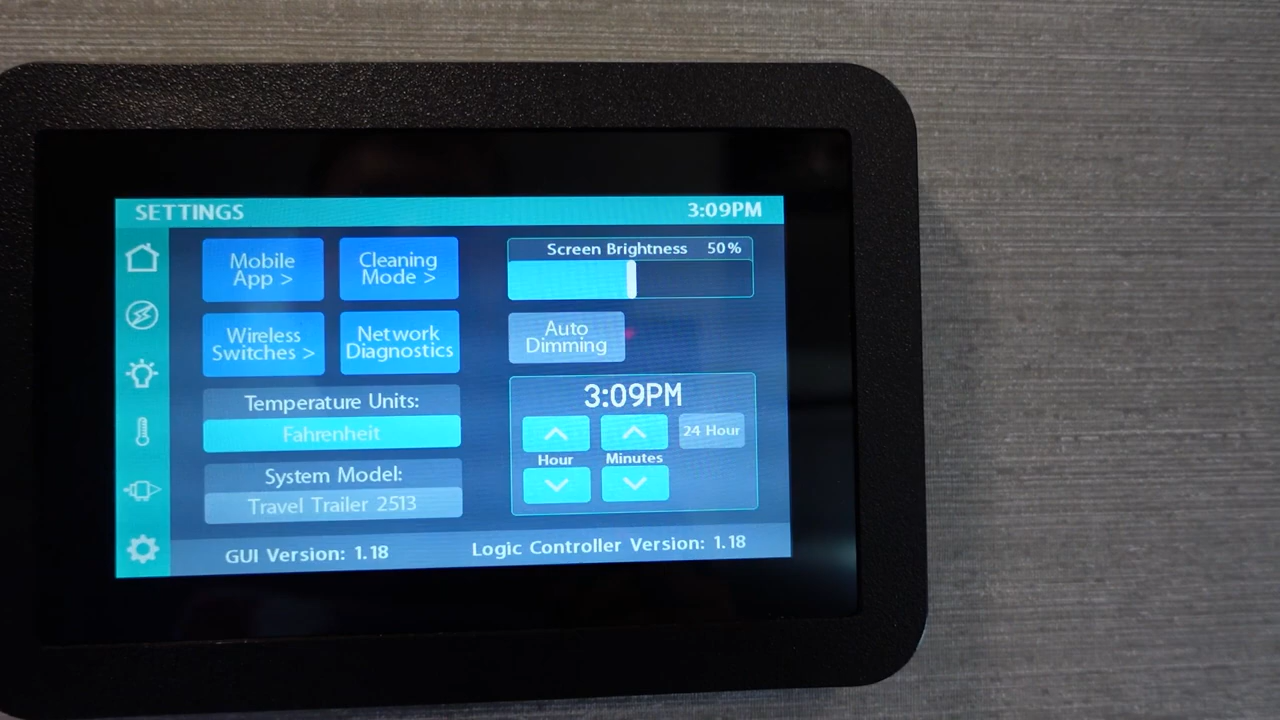 SETTINGS
3:09PM
Mobile
App >
Cleaning
Mode >
Screen Brightness 50%
Wireless
Switches >
Network
Diagnostics
Auto
Dimming
Temperature Units:
Fahrenheit
3:09PM
24 Hour
Hour
Minutes
System Model:
Travel Trailer 2513
GUI Version: 1.18
Logic Controller Version: 1.18